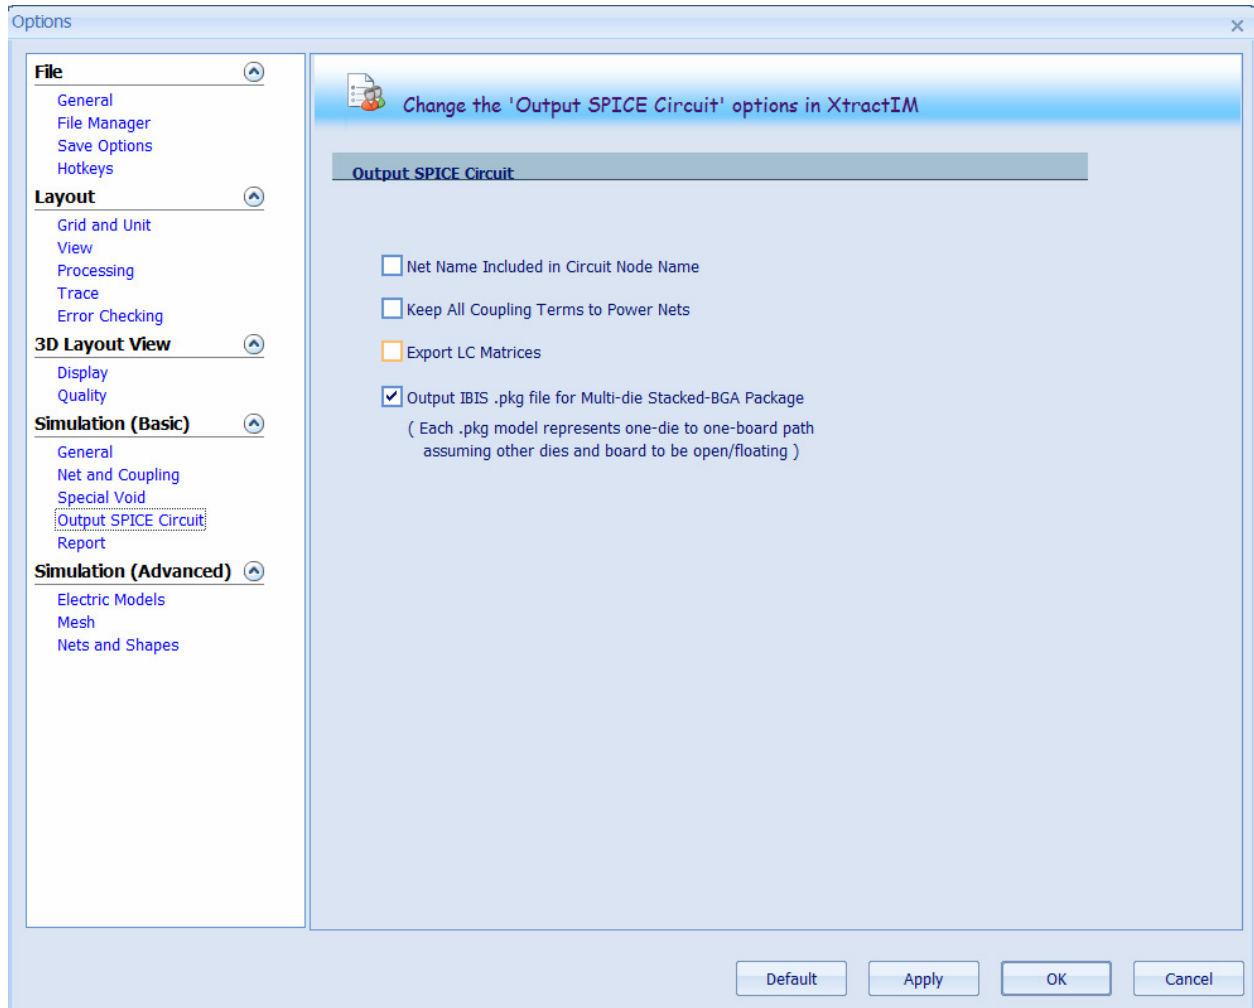 Options
File
General
File Manager
Save Options
Hotkeys
Layout
Grid and Unit
View
Processing
Trace
Error Checking
3D Layout View
Display
Quality
Simulation (Basic)
General
Net and Coupling
Special Void
Output SPICE Circuit
Report
Simulation (Advanced)
Electric Models
Mesh
Nets and Shapes
Change the 'Output SPICE Circuit' options in XtractIM
Output SPICE Circuit
Net Name Included in Circuit Node Name
Keep All Coupling Terms to Power Nets
Export LC Matrices
Output IBIS .pkg file for Multi-die Stacked-BGA Package
( Each .pkg model represents one-die to one-board path
assuming other dies and board to be open/floating )
Default
Apply
OK
Cancel